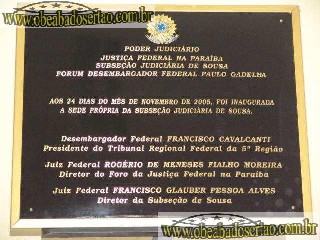 www.obeabadosertao.com.br
PODER JUDICIÁRIO
JUSTIÇA FEDERAL NA PARAÍBA
SUBSEÇÃO JUDICIÁRIA DE SOUSA
FORUM DESEMBARGADOR FEDERAL PAULO GADELHA
AOS 24 DIAS DO MÊS DE NOVEMBRO DE 2005, FOI INAUGURADA
A SEDE PRÓPRIA DA SUBSEÇÃO JUDICIÁRIA DE SOUSA.
Desembargador Federal FRANCISCO CAVALCANTI
Presidente do Tribunal Regional Federal da 5ª Região
Juiz Federal ROGÉRIO DE MENESES FIALHO MOREIRA
Diretor do Foro da Justiça Federal na Paraíba
Juiz Federal FRANCISCO GLAUBER PESSOA ALVES
Diretor da Subseção de Sousa
www.obeabadosertao.com.br